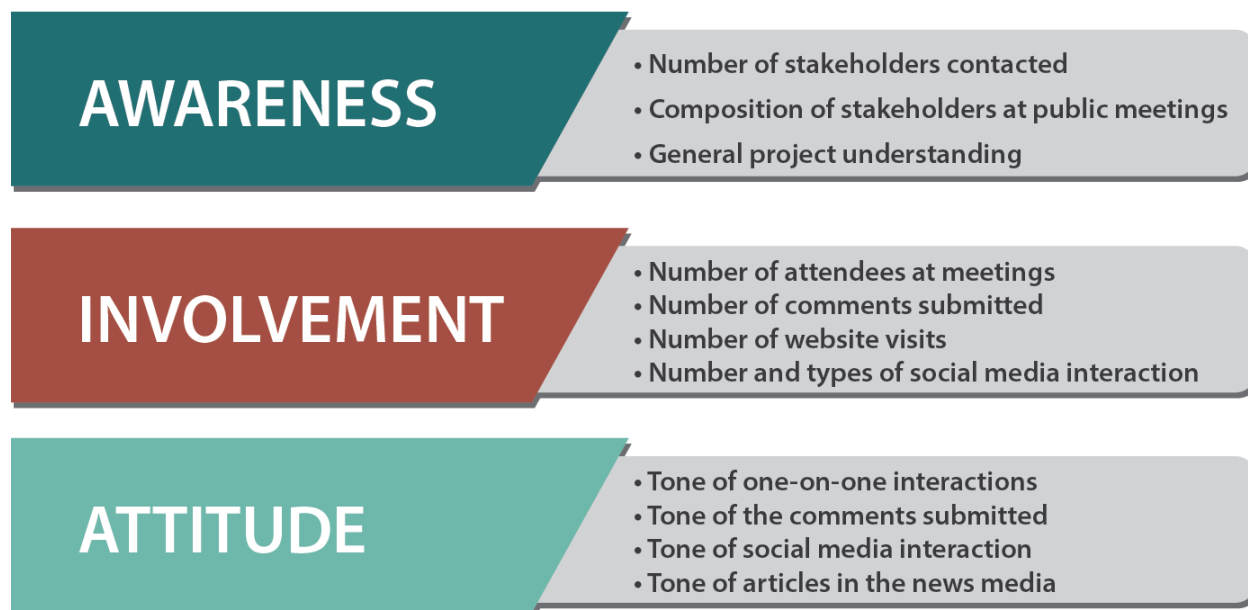 AWARENESS
• Number of stakeholders contacted
• Composition of stakeholders at public meetings
• General project understanding
INVOLVEMENT
• Number of attendees at meetings
• Number of comments submitted
• Number of website visits
• Number and types of social media interaction
ATTITUDE
• Tone of one-on-one interactions
• Tone of the comments submitted
• Tone of social media interaction
• Tone of articles in the news media